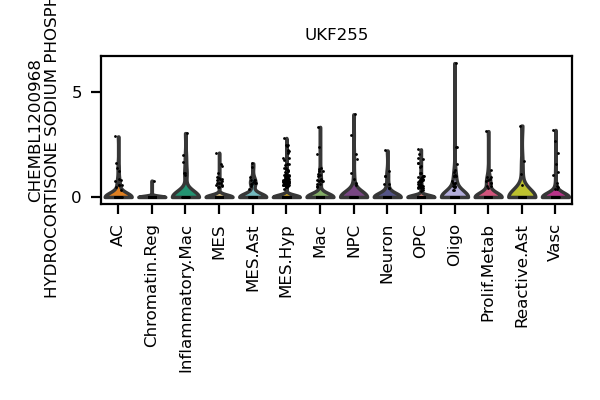 UKF255
CHEMBL1200968
HYDROCORTISONE SODIUM PHOSPH
5
0
AC
Chromatin.Reg
Inflammatory.Mac
MES
MES.Ast
MES.Hyp
Mac
NPC
Neuron
OPC
Oligo
Prolif.Metab
Reactive.Ast
Vasc